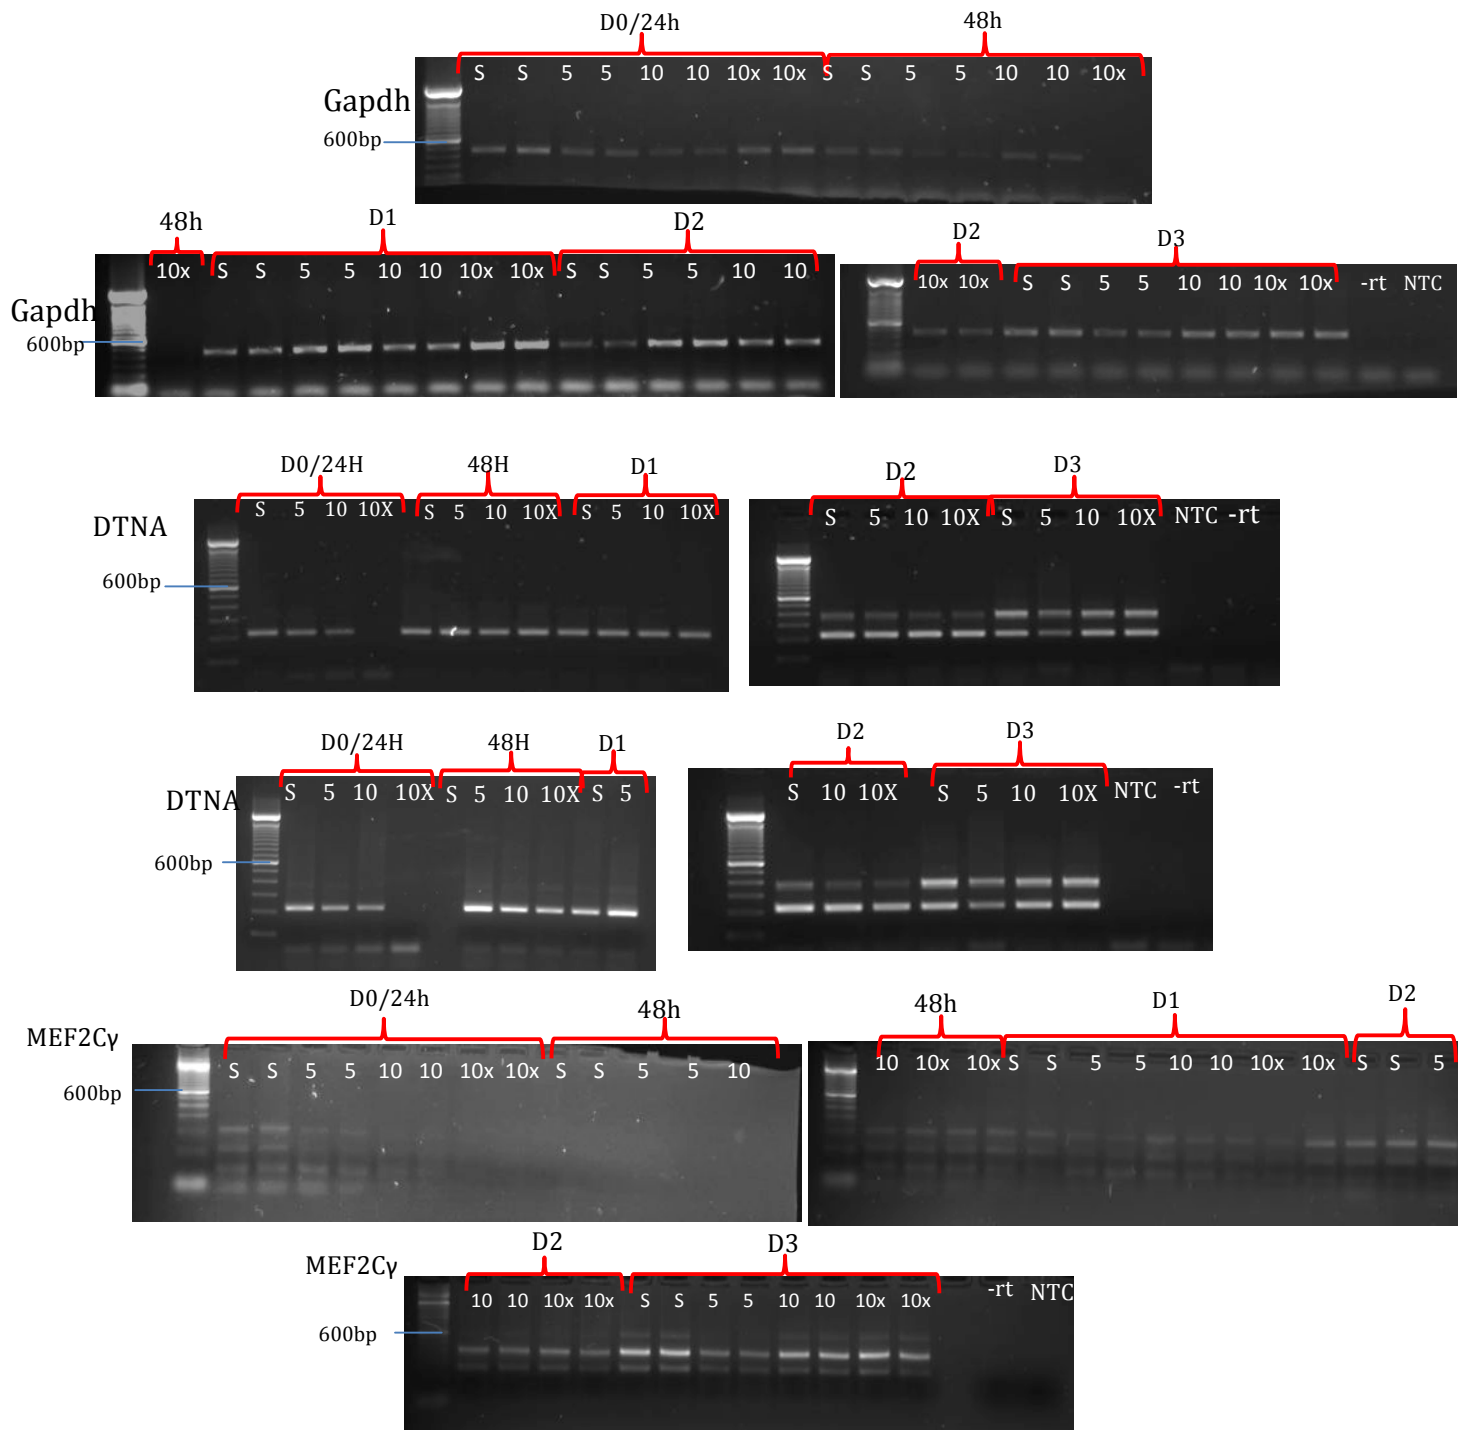 D0/24h 48h
S S 5 5 10 10 10x 10x S S 5 5 10 10 10x
Gapdh
600bp
48h D1 D2
10x S S 5 5 10 10 10x 10x S S 5 5 10 10
Gapdh
600bp
D2 D3
10x 10x S S 5 5 10 10 10x 10x -rt NTC
D0/24H 48H D1
S 5 10 10X S 5 10 10X S 5 10 10X
DTNA
600bp
D2 D3
S 5 10 10X S 5 10 10X NTC -rt
D0/24H 48H D1
S 5 10 10X S 5 10 10X S 5
DTNA
600bp
D2 D3
S 10 10X S 5 10 10X NTC -rt
D0/24h 48h
MEF2Cγ
S S 5 5 10 10 10x 10x S S 5 5 10
600bp
48h D1 D2
10 10x 10x S S 5 5 10 10 10x 10x S S 5
D2 D3
MEF2Cγ
10 10 10x 10x S S 5 5 10 10 10x 10x -rt NTC
600bp